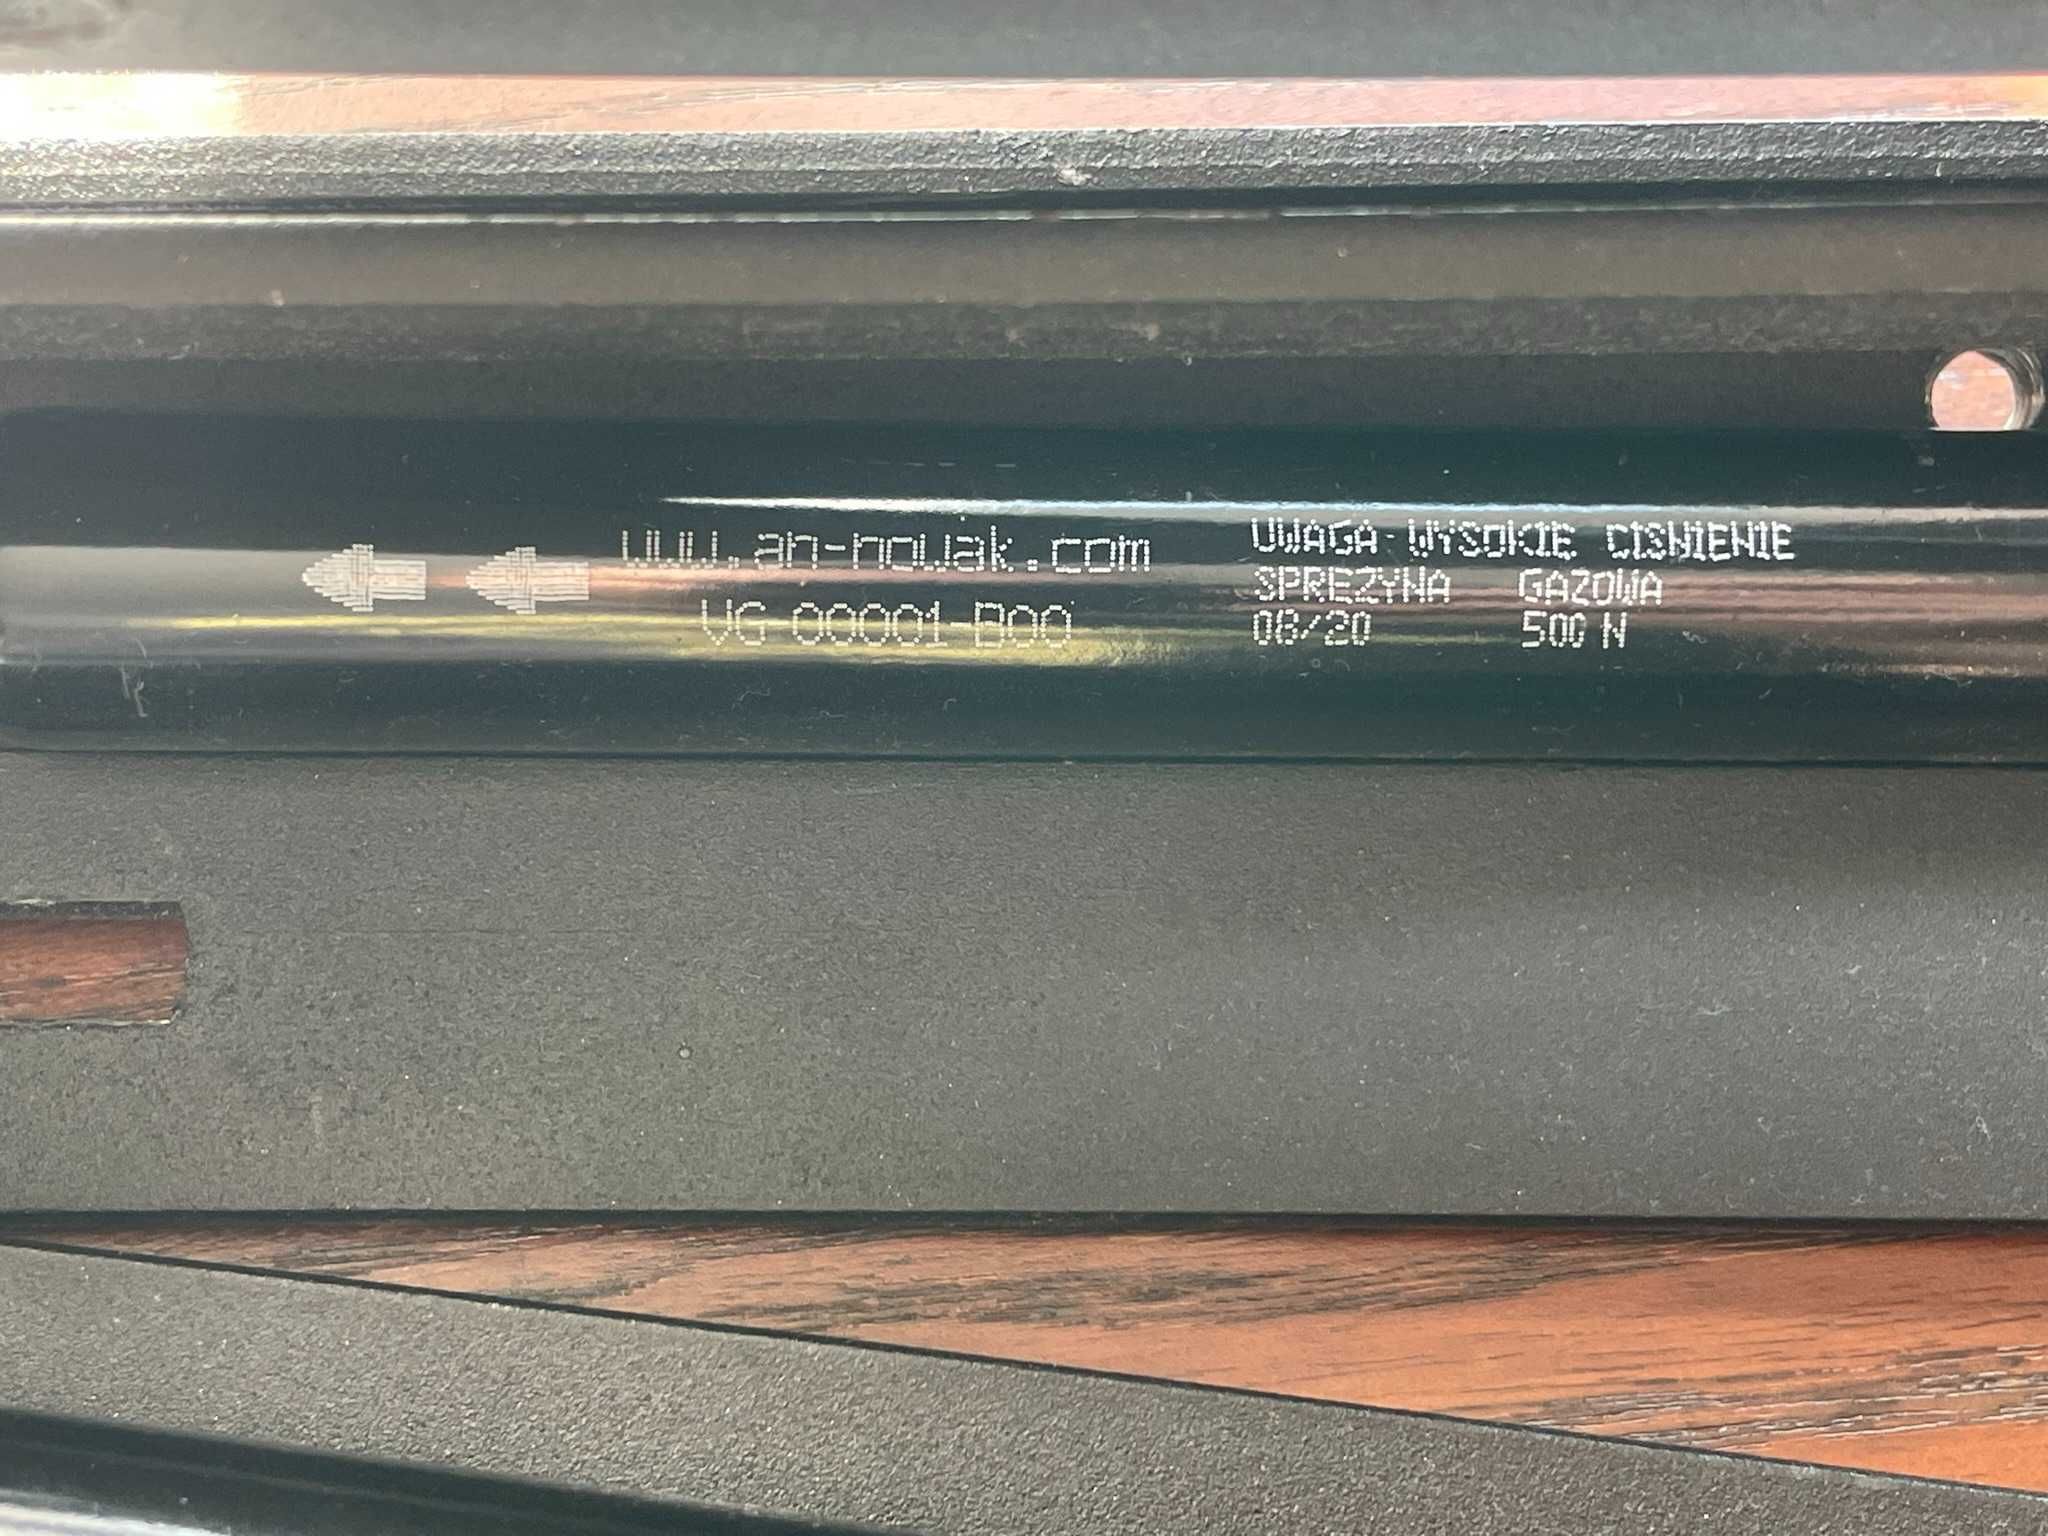 www.an-nowak.com
VG 00001-B00
UWAGA-WYSOKIE CISNIENIE
SPREZYNA GAZOWA
08/20 500 N